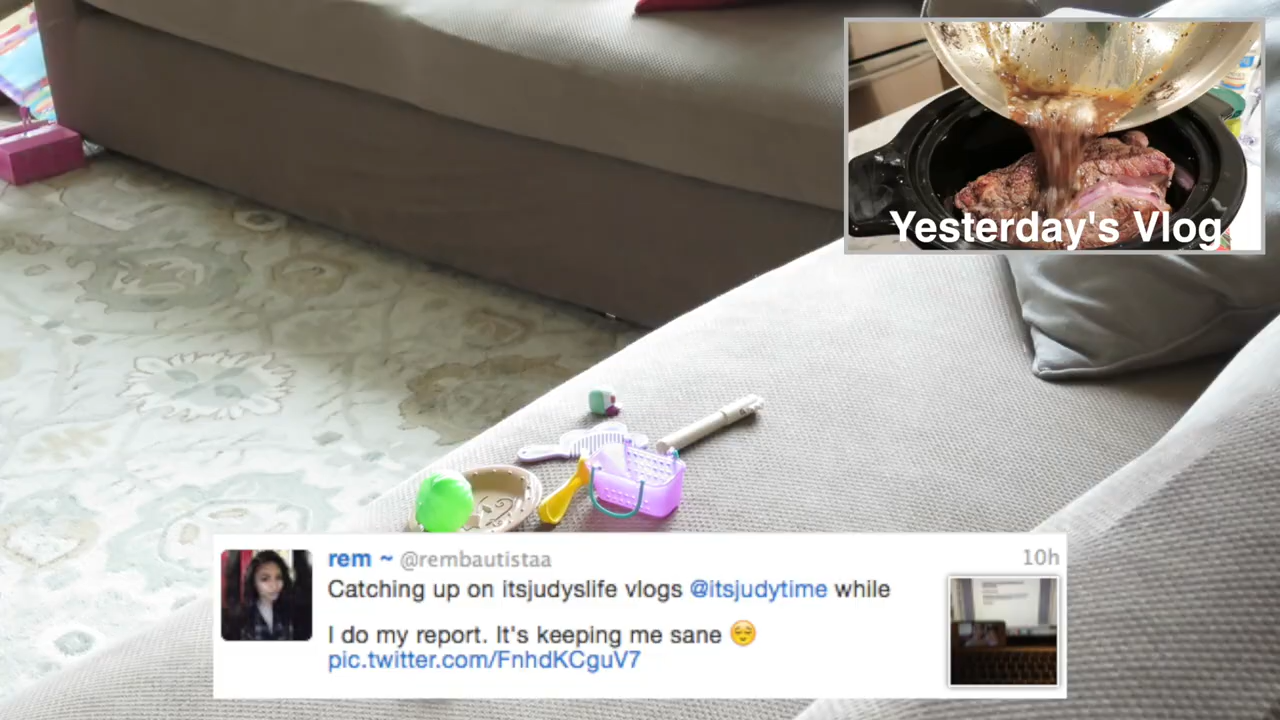 Yesterday's Vlog
rem ~ @rembautistaa 10h
Catching up on itsjudyslife vlogs @itsjudytime while
I do my report. It's keeping me sane 😌
pic.twitter.com/FnhdKCguV7